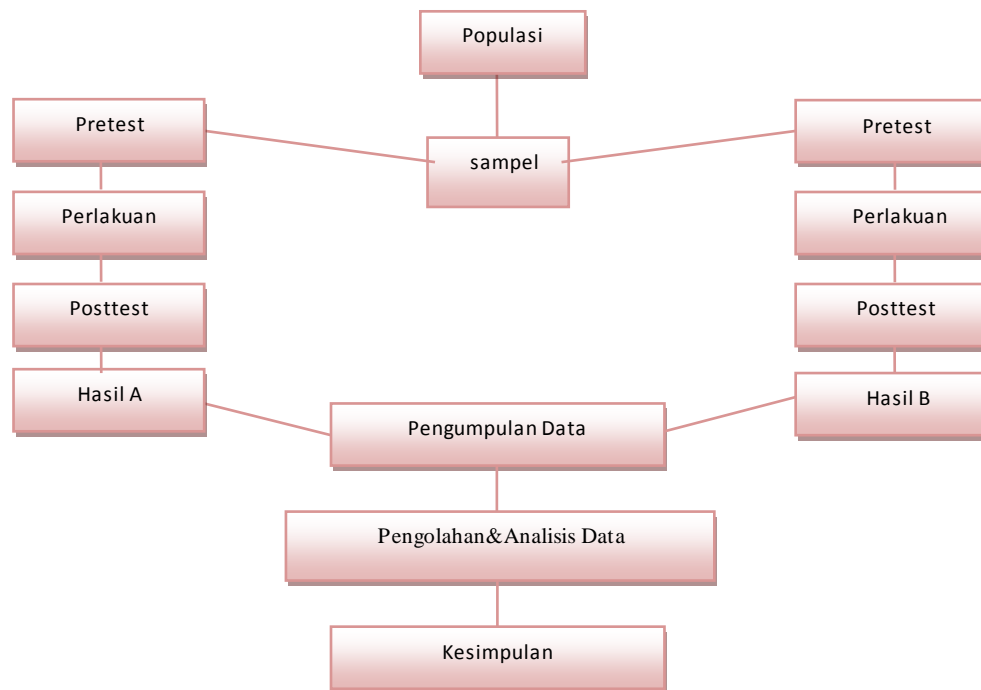 Populasi
Pretest
Pretest
sampel
Perlakuan
Perlakuan
Posttest
Posttest
Hasil A
Hasil B
Pengumpulan Data
Pengolahan&Analisis Data
Kesimpulan